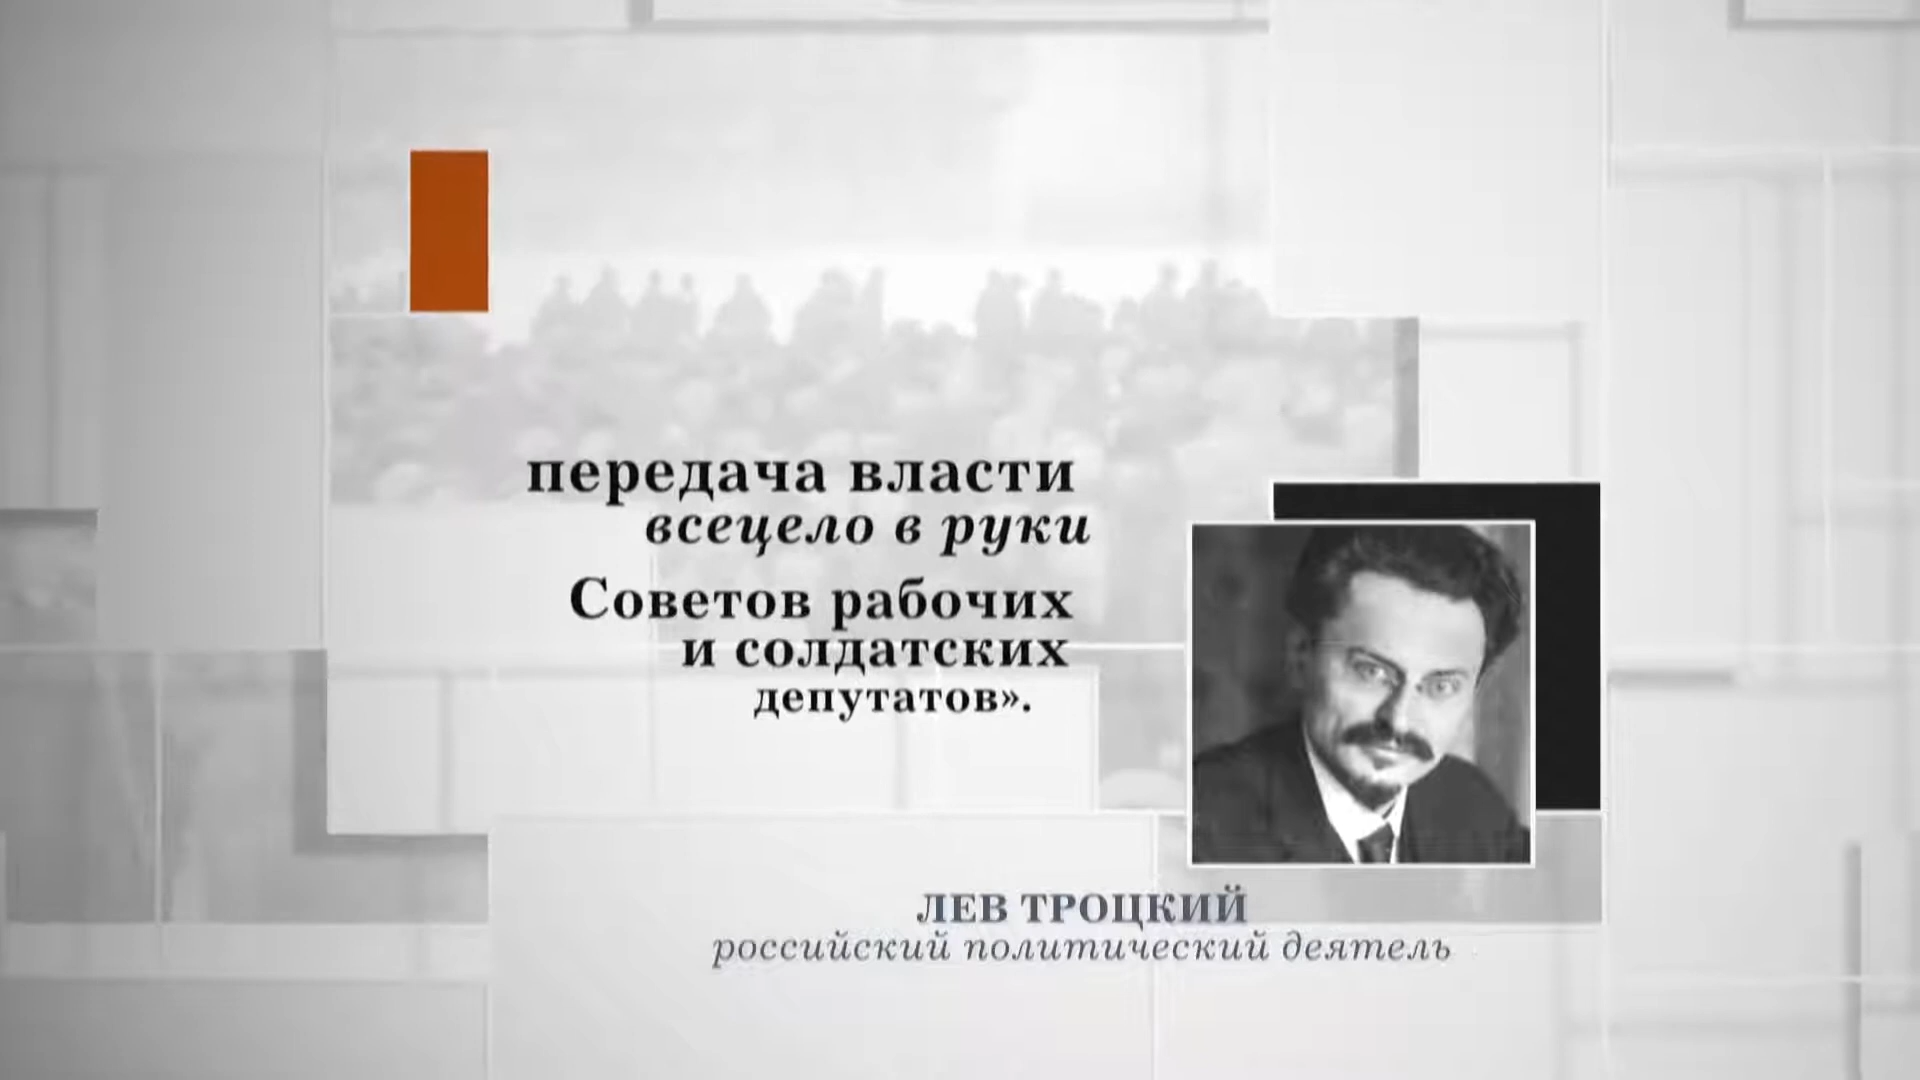 передача власти
всецело в руки
Советов рабочих
и солдатских
депутатов».
ЛЕВ ТРОЦКИЙ
российский политический деятель